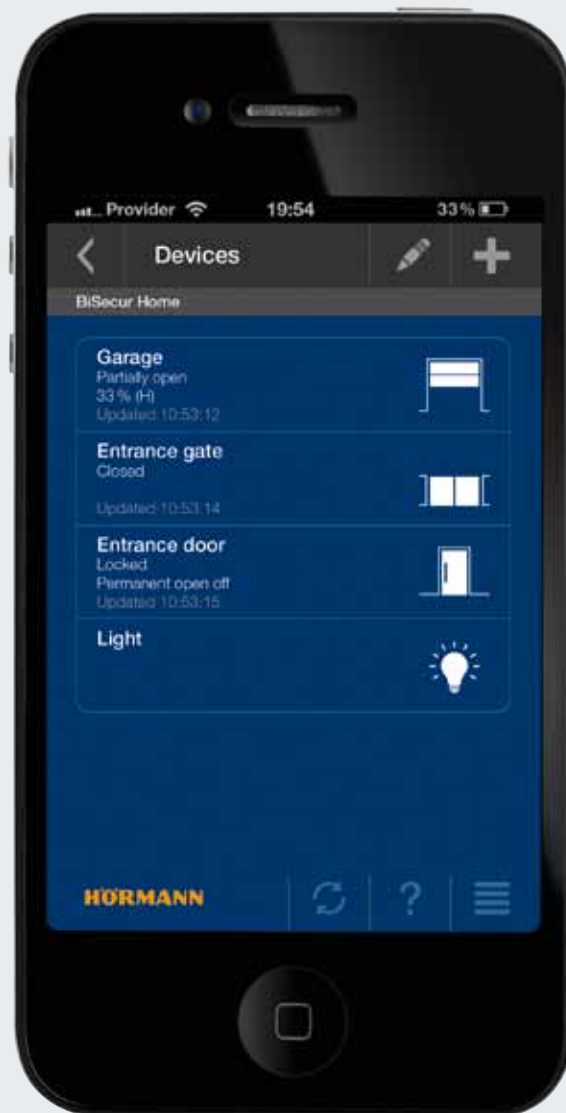 Provider 19:54 33%
Devices
BiSecur Home
Garage
Partially open
33 % (H)
Updated 10:53:12
Entrance gate
Closed
Updated 10:53:14
Entrance door
Locked
Permanent open off
Updated 10:53:15
Light
HÖRMANN
?